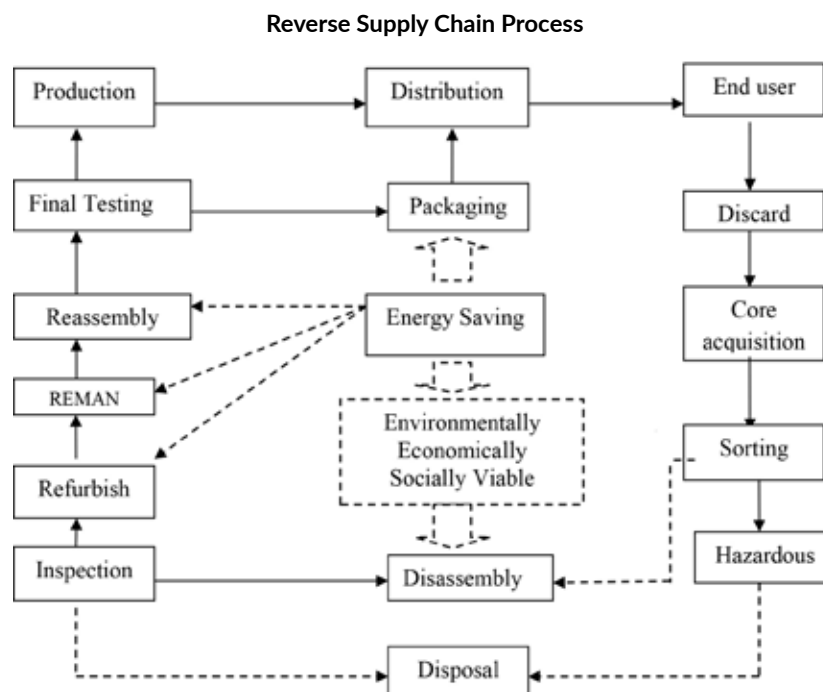 Reverse Supply Chain Process
Production
Distribution
End user
Final Testing
Packaging
Discard
Reassembly
Energy Saving
Core
acquisition
REMAN
Environmentally
Economically
Socially Viable
Sorting
Refurbish
Inspection
Disassembly
Hazardous
Disposal